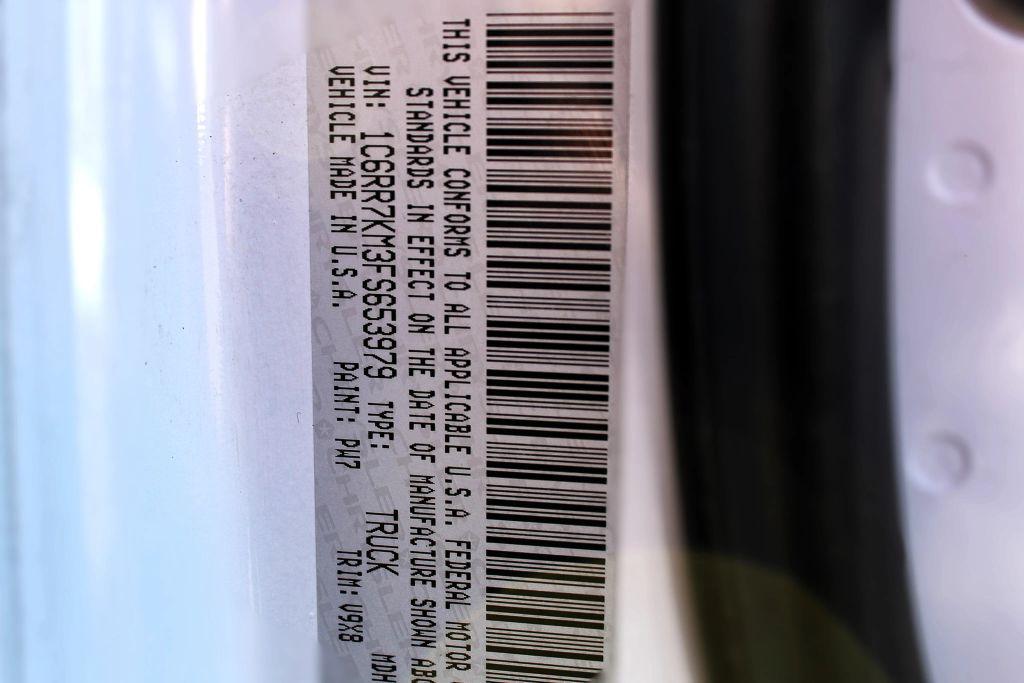 THIS VEHICLE CONFORMS TO ALL APPLICABLE U.S.A. FEDERAL MOTOR
STANDARDS IN EFFECT ON THE DATE OF MANUFACTURE SHOWN ABO
VIN: 1C6RR7KM3FS653979 TYPE: TRUCK MDH
VEHICLE MADE IN U.S.A. PAINT: PW7 TRIM: V9X8